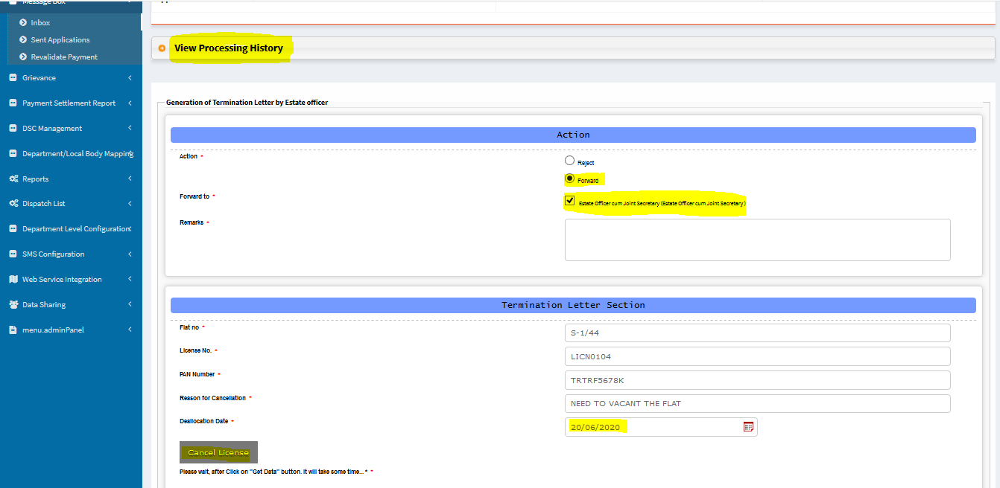 Message Box
Inbox
Sent Applications
Revalidate Payment
Grievance
Payment Settlement Report
DSC Management
Department/Local Body Mapping
Reports
Dispatch List
Department Level Configuration
SMS Configuration
Web Service Integration
Data Sharing
menu.adminPanel
View Processing History
Generation of Termination Letter by Estate officer
Action
Action *
Reject
Forward
Forward to *
Estate Officer cum Joint Secretary (Estate Officer cum Joint Secretary )
Remarks *
Termination Letter Section
Flat no *
S-1/44
License No. *
LICN0104
PAN Number *
TRTRF5678K
Reason for Cancellation *
NEED TO VACANT THE FLAT
Deallocation Date *
20/06/2020
Cancel License
Please wait, after Click on "Get Data" button. It will take some time... * *